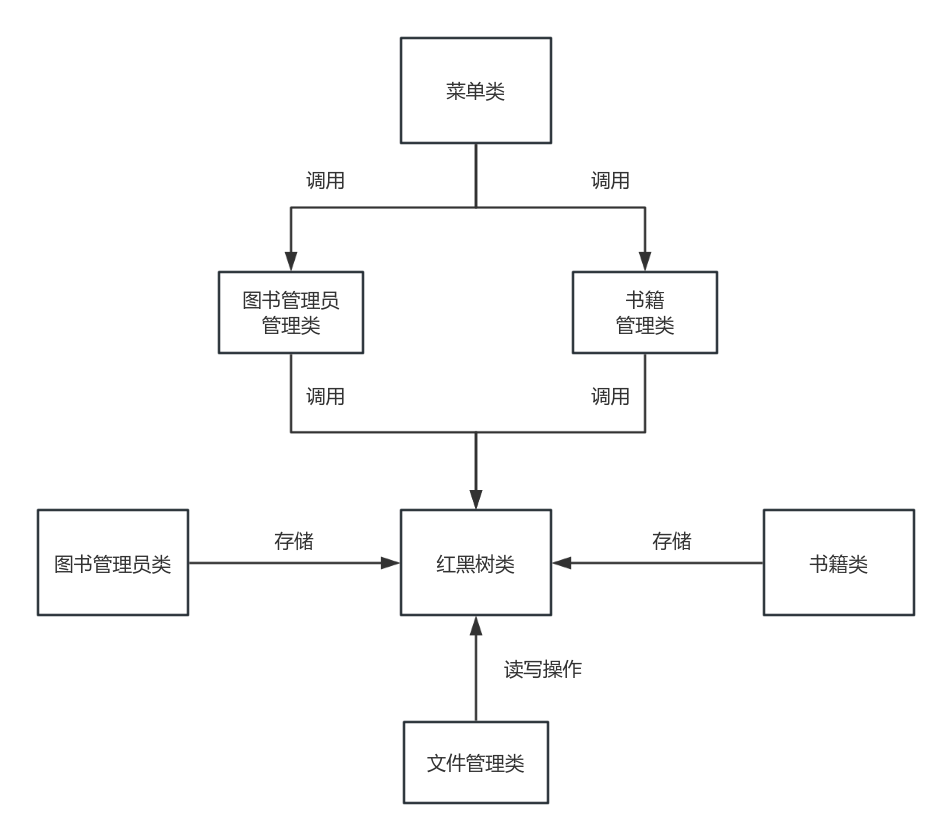 菜单类
调用
调用
图书管理员
管理类
书籍
管理类
调用
调用
图书管理员类
存储
红黑树类
存储
书籍类
读写操作
文件管理类